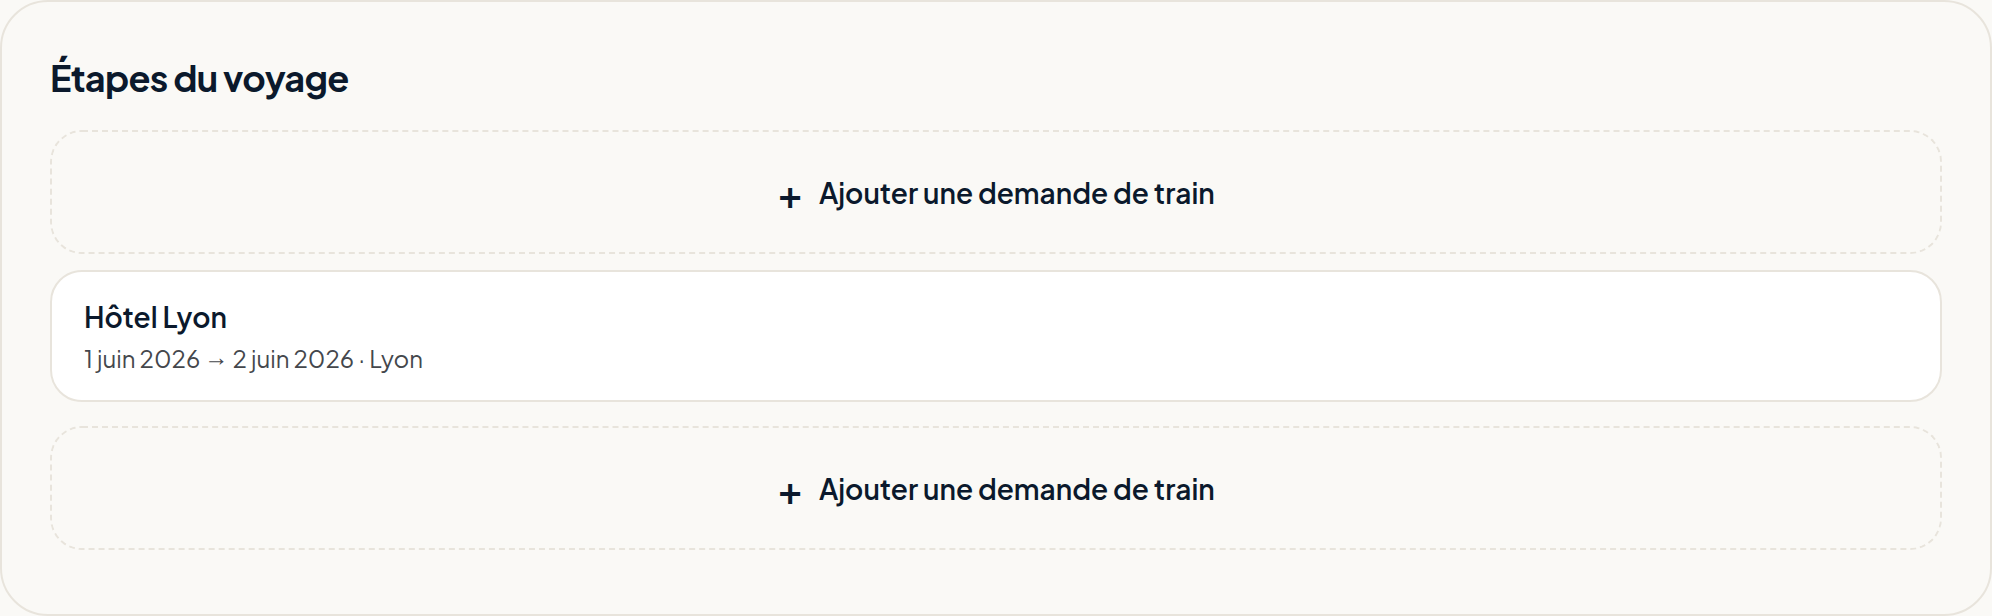 Étapes du voyage
+ Ajouter une demande de train
Hôtel Lyon
1 juin 2026 → 2 juin 2026 · Lyon
+ Ajouter une demande de train